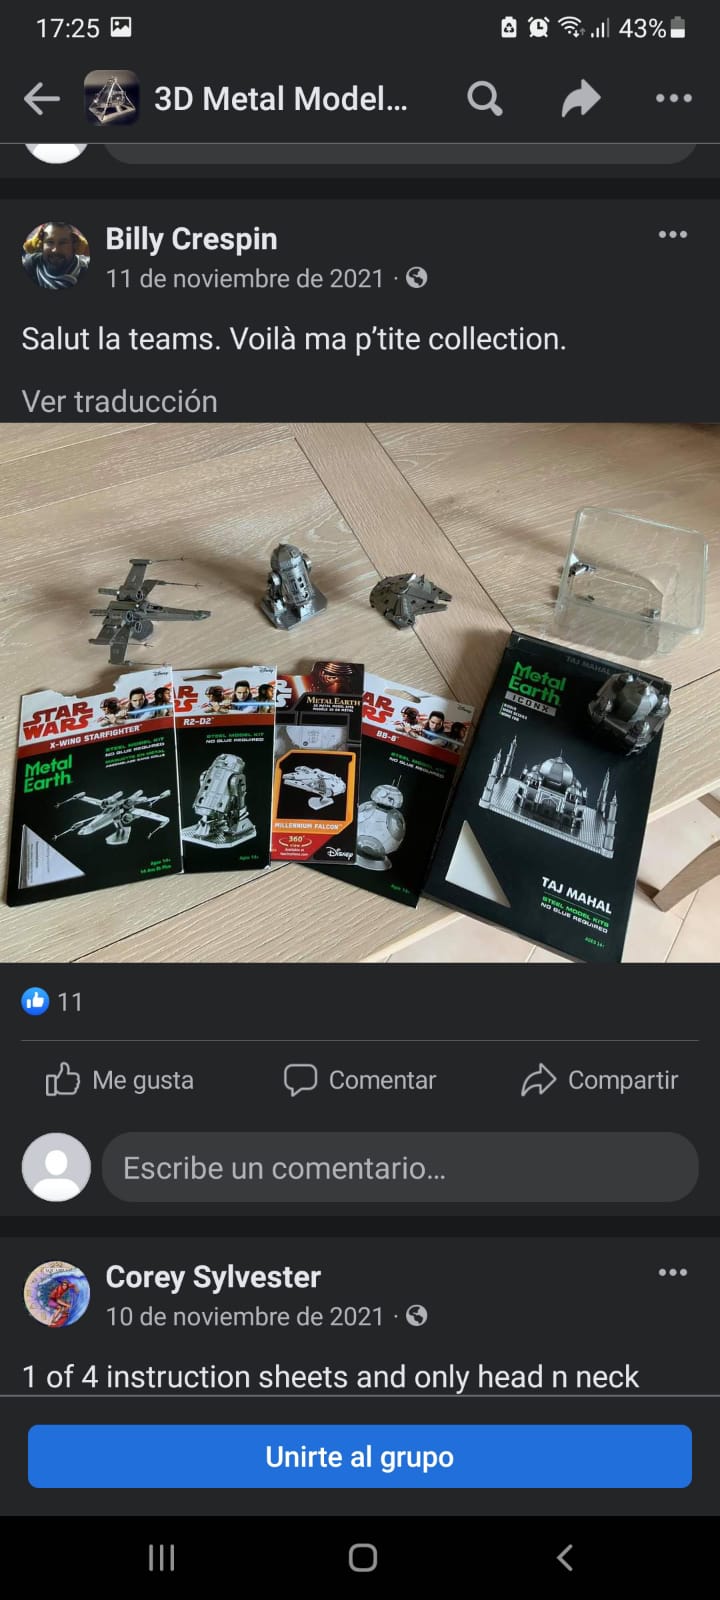 17:25
43%
3D Metal Model...
Billy Crespin
11 de noviembre de 2021 ·
Salut la teams. Voilà ma p'tite collection.
Ver traducción
STAR WARS
X-WING STARFIGHTER
STEEL MODEL KIT
NO GLUE REQUIRED
Metal Earth
R2-D2
STEEL MODEL KIT
NO GLUE REQUIRED
METAL EARTH
MILLENNIUM FALCON
360°
Disney
BB-8
STEEL MODEL KIT
NO GLUE REQUIRED
TAJ MAHAL
Metal Earth
ICONX
TAJ MAHAL
STEEL MODEL KITS
NO GLUE REQUIRED
11
Me gusta
Comentar
Compartir
Escribe un comentario...
Corey Sylvester
10 de noviembre de 2021 ·
1 of 4 instruction sheets and only head n neck
Unirte al grupo